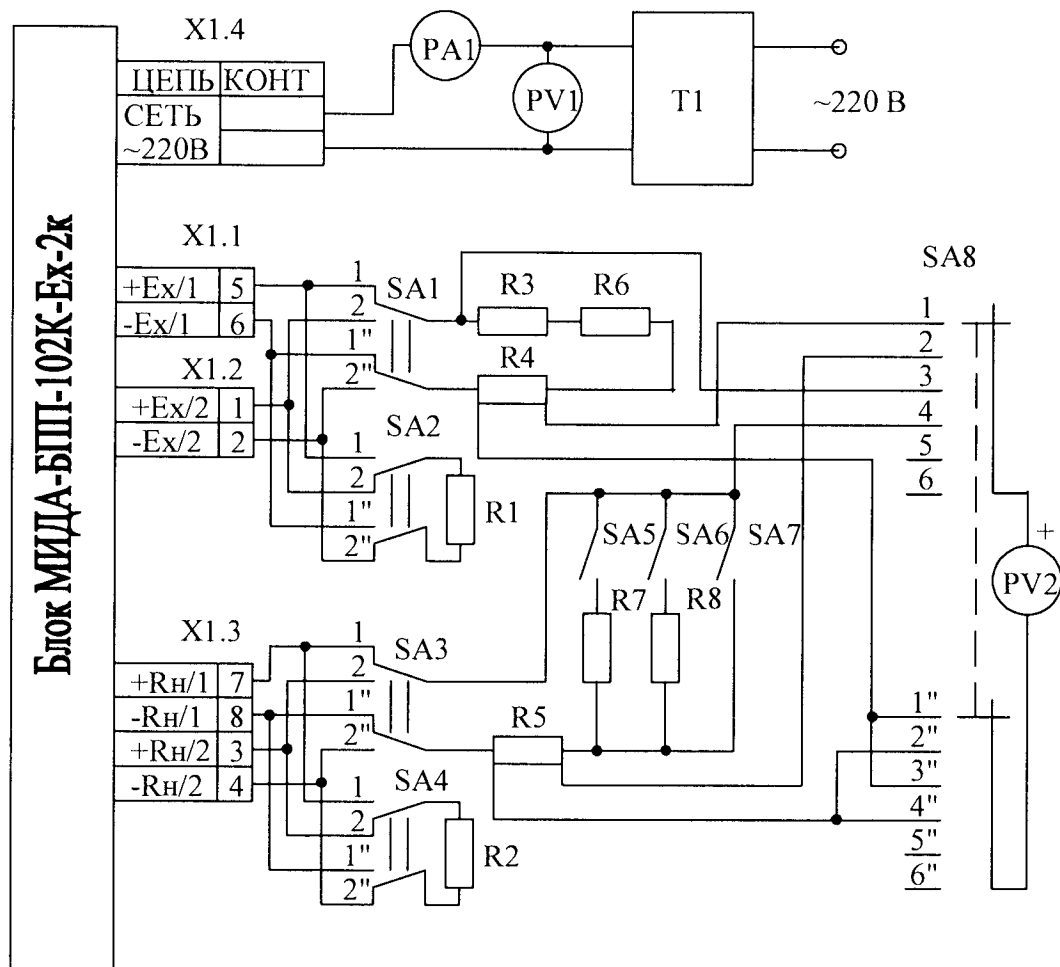 Блок МИДА-БПП-102К-Ех-2к
X1.4
ЦЕПЬ КОНТ
СЕТЬ
~220В
PA1
PV1
T1
~220 В
X1.1
+Ex/1 5
-Ex/1 6
X1.2
+Ex/2 1
-Ex/2 2
1
2
1"
2"
SA1
R3
R6
R4
SA2
1
2
1"
2"
R1
SA8
1
2
3
4
5
6
SA5
SA6
SA7
R7
R8
+
PV2
X1.3
+Rн/1 7
-Rн/1 8
+Rн/2 3
-Rн/2 4
1
2
1"
2"
SA3
R5
SA4
1
2
1"
2"
R2
1"
2"
3"
4"
5"
6"